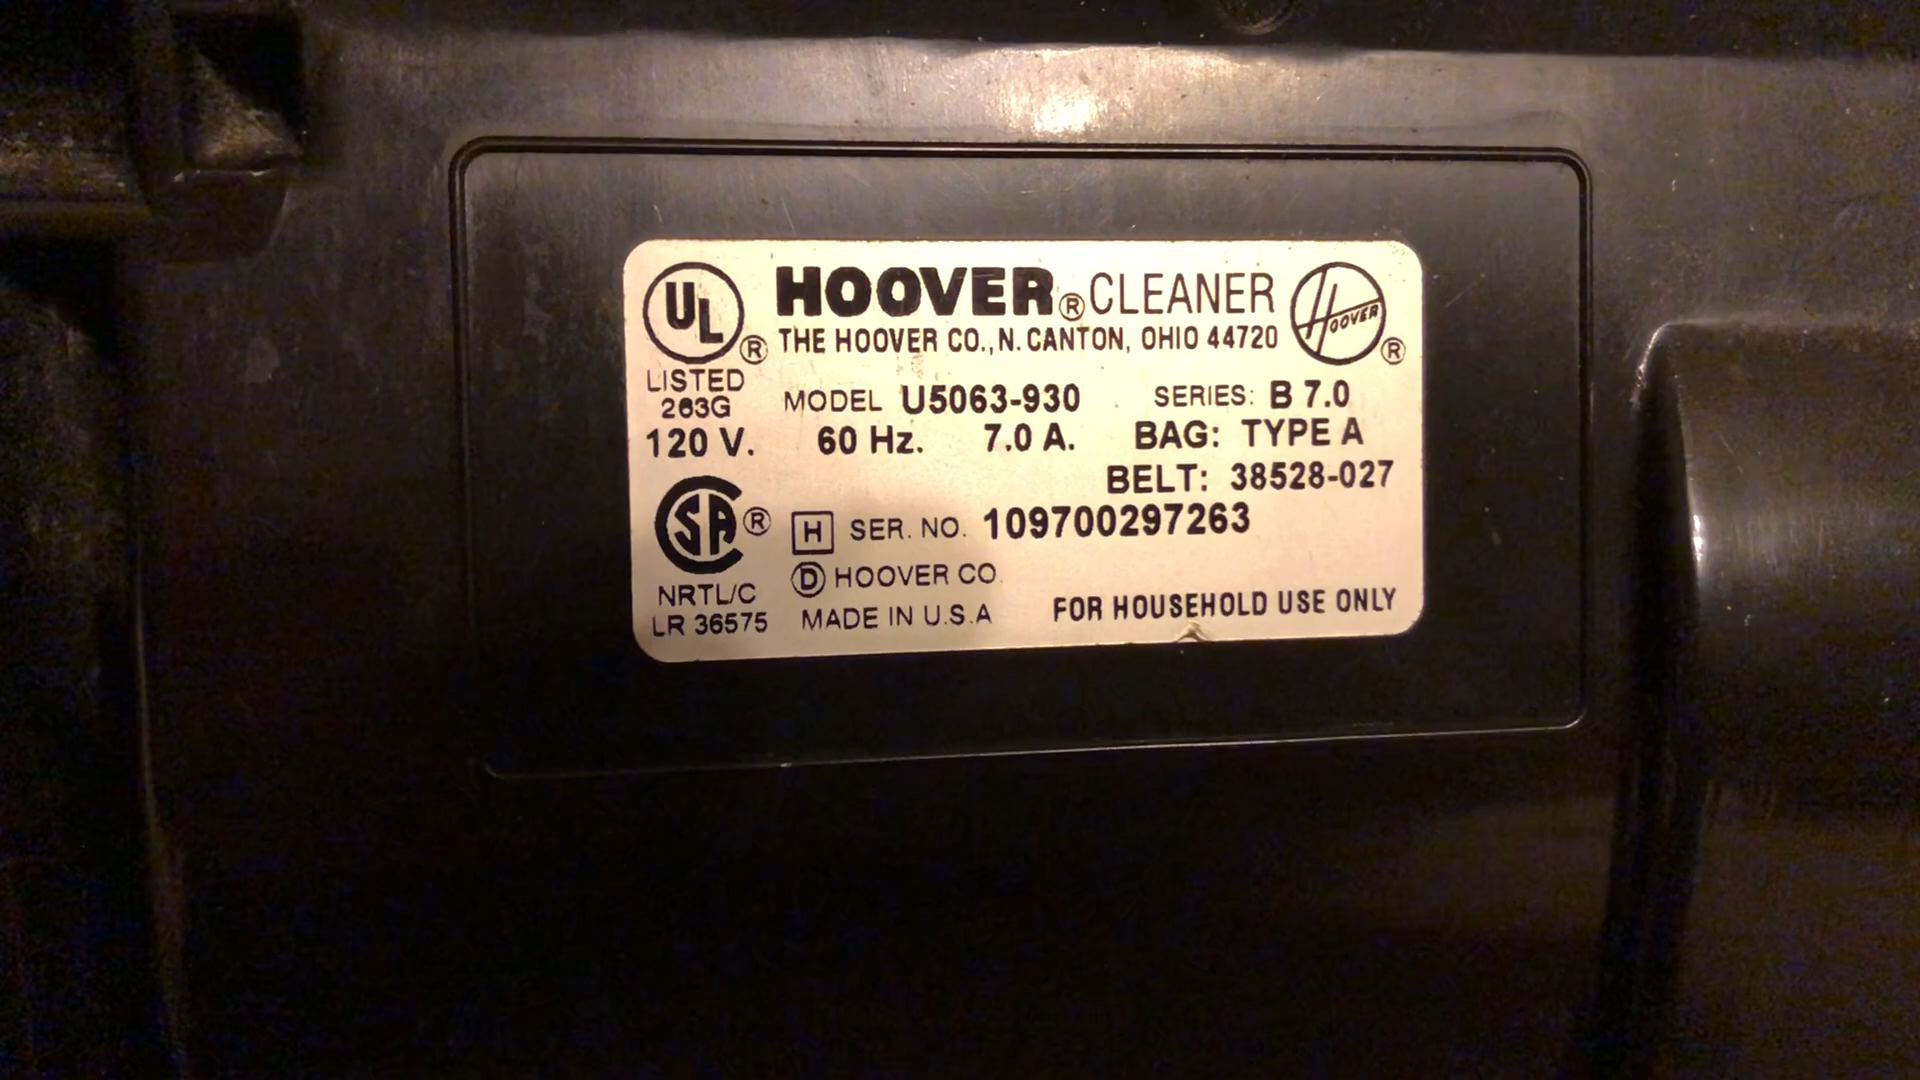 UL ®
HOOVER® CLEANER
THE HOOVER CO., N. CANTON, OHIO 44720
HOOVER ®
LISTED
263G
MODEL U5063-930 SERIES: B 7.0
120 V. 60 Hz. 7.0 A. BAG: TYPE A
BELT: 38528-027
SA ®
H SER. NO. 109700297263
D HOOVER CO.
NRTL/C
LR 36575 MADE IN U.S.A FOR HOUSEHOLD USE ONLY